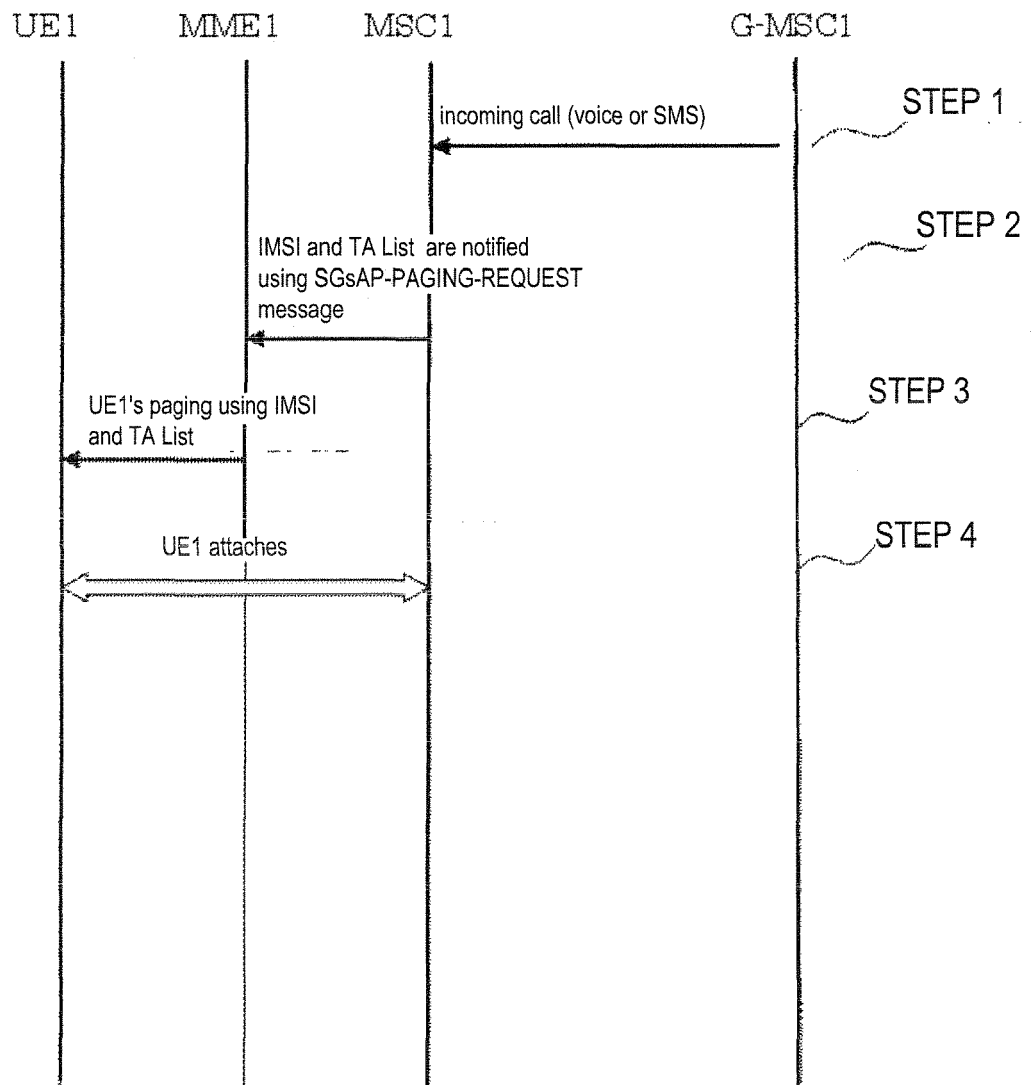 UE1 MME1 MSC1 G-MSC1
STEP 1
incoming call (voice or SMS)
STEP 2
IMSI and TA List are notified
using SGsAP-PAGING-REQUEST
message
STEP 3
UE1's paging using IMSI
and TA List
STEP 4
UE1 attaches